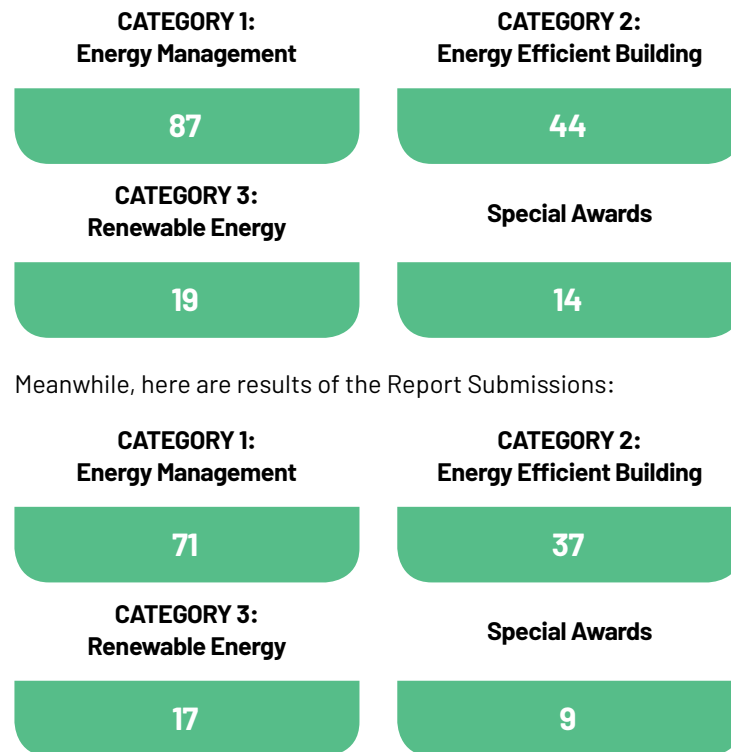 CATEGORY 1:
Energy Management
87
CATEGORY 2:
Energy Efficient Building
44
CATEGORY 3:
Renewable Energy
19
Special Awards
14
Meanwhile, here are results of the Report Submissions:
CATEGORY 1:
Energy Management
71
CATEGORY 2:
Energy Efficient Building
37
CATEGORY 3:
Renewable Energy
17
Special Awards
9